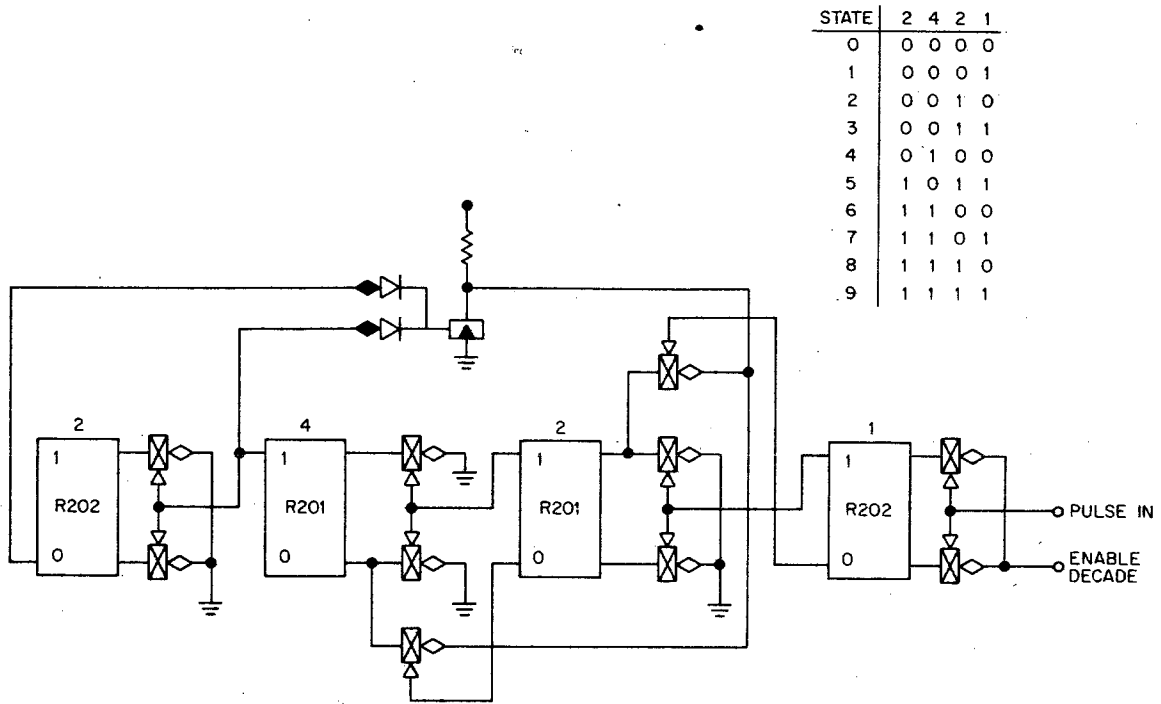 STATE 2 4 2 1
0 0 0 0 0
1 0 0 0 1
2 0 0 1 0
3 0 0 1 1
4 0 1 0 0
5 1 0 1 1
6 1 1 0 0
7 1 1 0 1
8 1 1 1 0
9 1 1 1 1
2 4 2 1
1 1 1 1
R202 R201 R201 R202
0 0 0 0
PULSE IN
ENABLE
DECADE